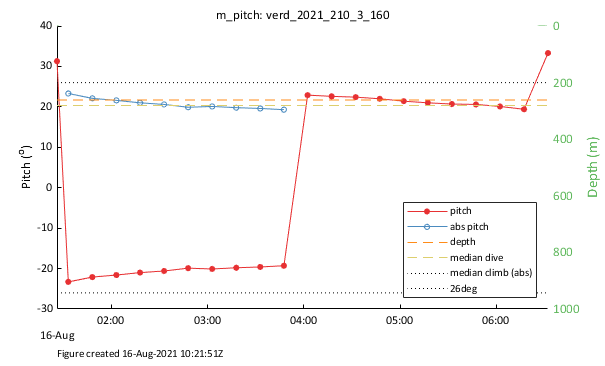 m_pitch: verd_2021_210_3_160
40
30
20
10
0
-10
-20
-30
Pitch (°)
0
200
400
600
800
1000
Depth (m)
pitch
abs pitch
depth
median dive
median climb (abs)
26deg
02:00 03:00 04:00 05:00 06:00
16-Aug
Figure created 16-Aug-2021 10:21:51Z